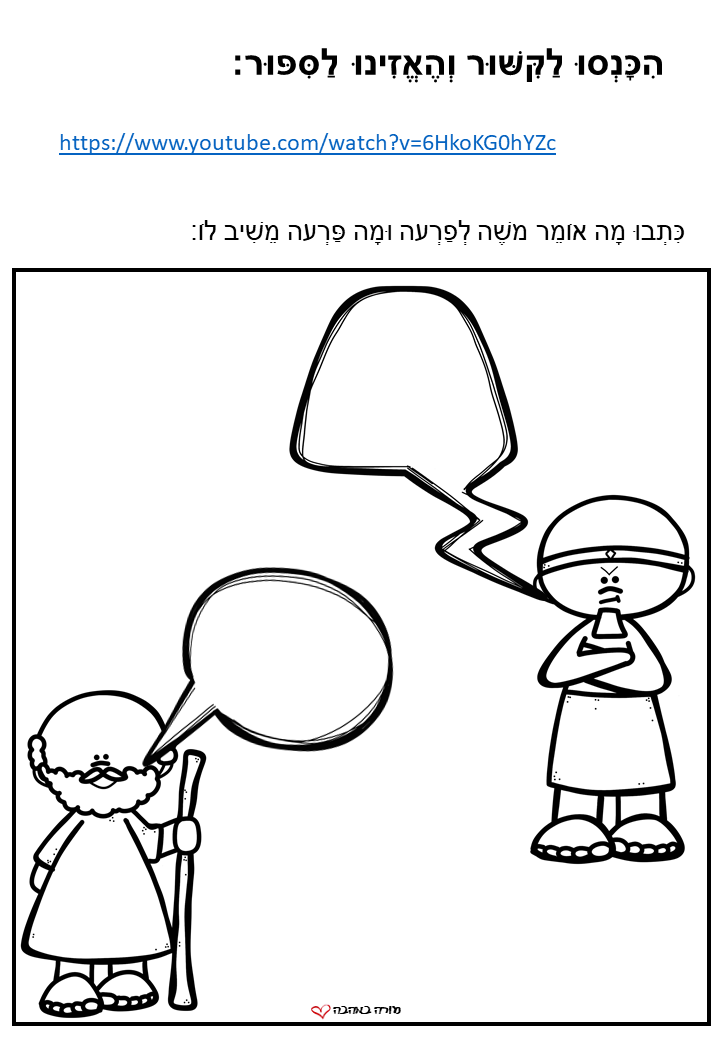 הִכָּנְסוּ לַקִּשּׁוּר וְהֶאֱזִינוּ לַסִּפּוּר:
https://www.youtube.com/watch?v=6HkoKG0hYZc
כִּתְבוּ מָה אוֹמֵר מֹשֶׁה לְפַרְעֹה וּמָה פַּרְעֹה מֵשִׁיב לוֹ:
מורה באהבה